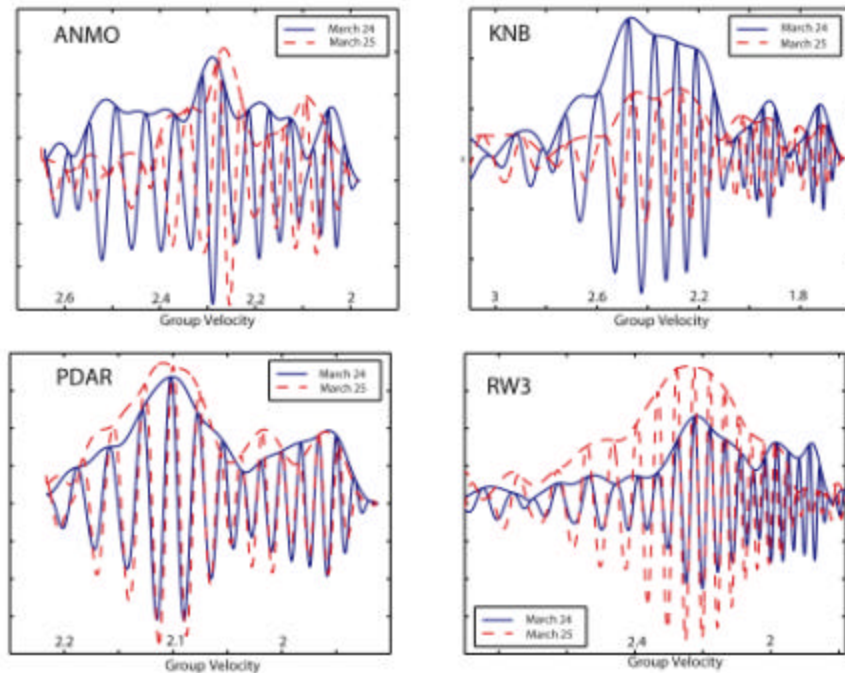 ANMO
March 24
March 25
2.6
2.4
2.2
2
Group Velocity
KNB
March 24
March 25
3
2.6
2.2
1.8
Group Velocity
PDAR
March 24
March 25
2.2
2.1
2
Group Velocity
RW3
March 24
March 25
2.4
2
Group Velocity